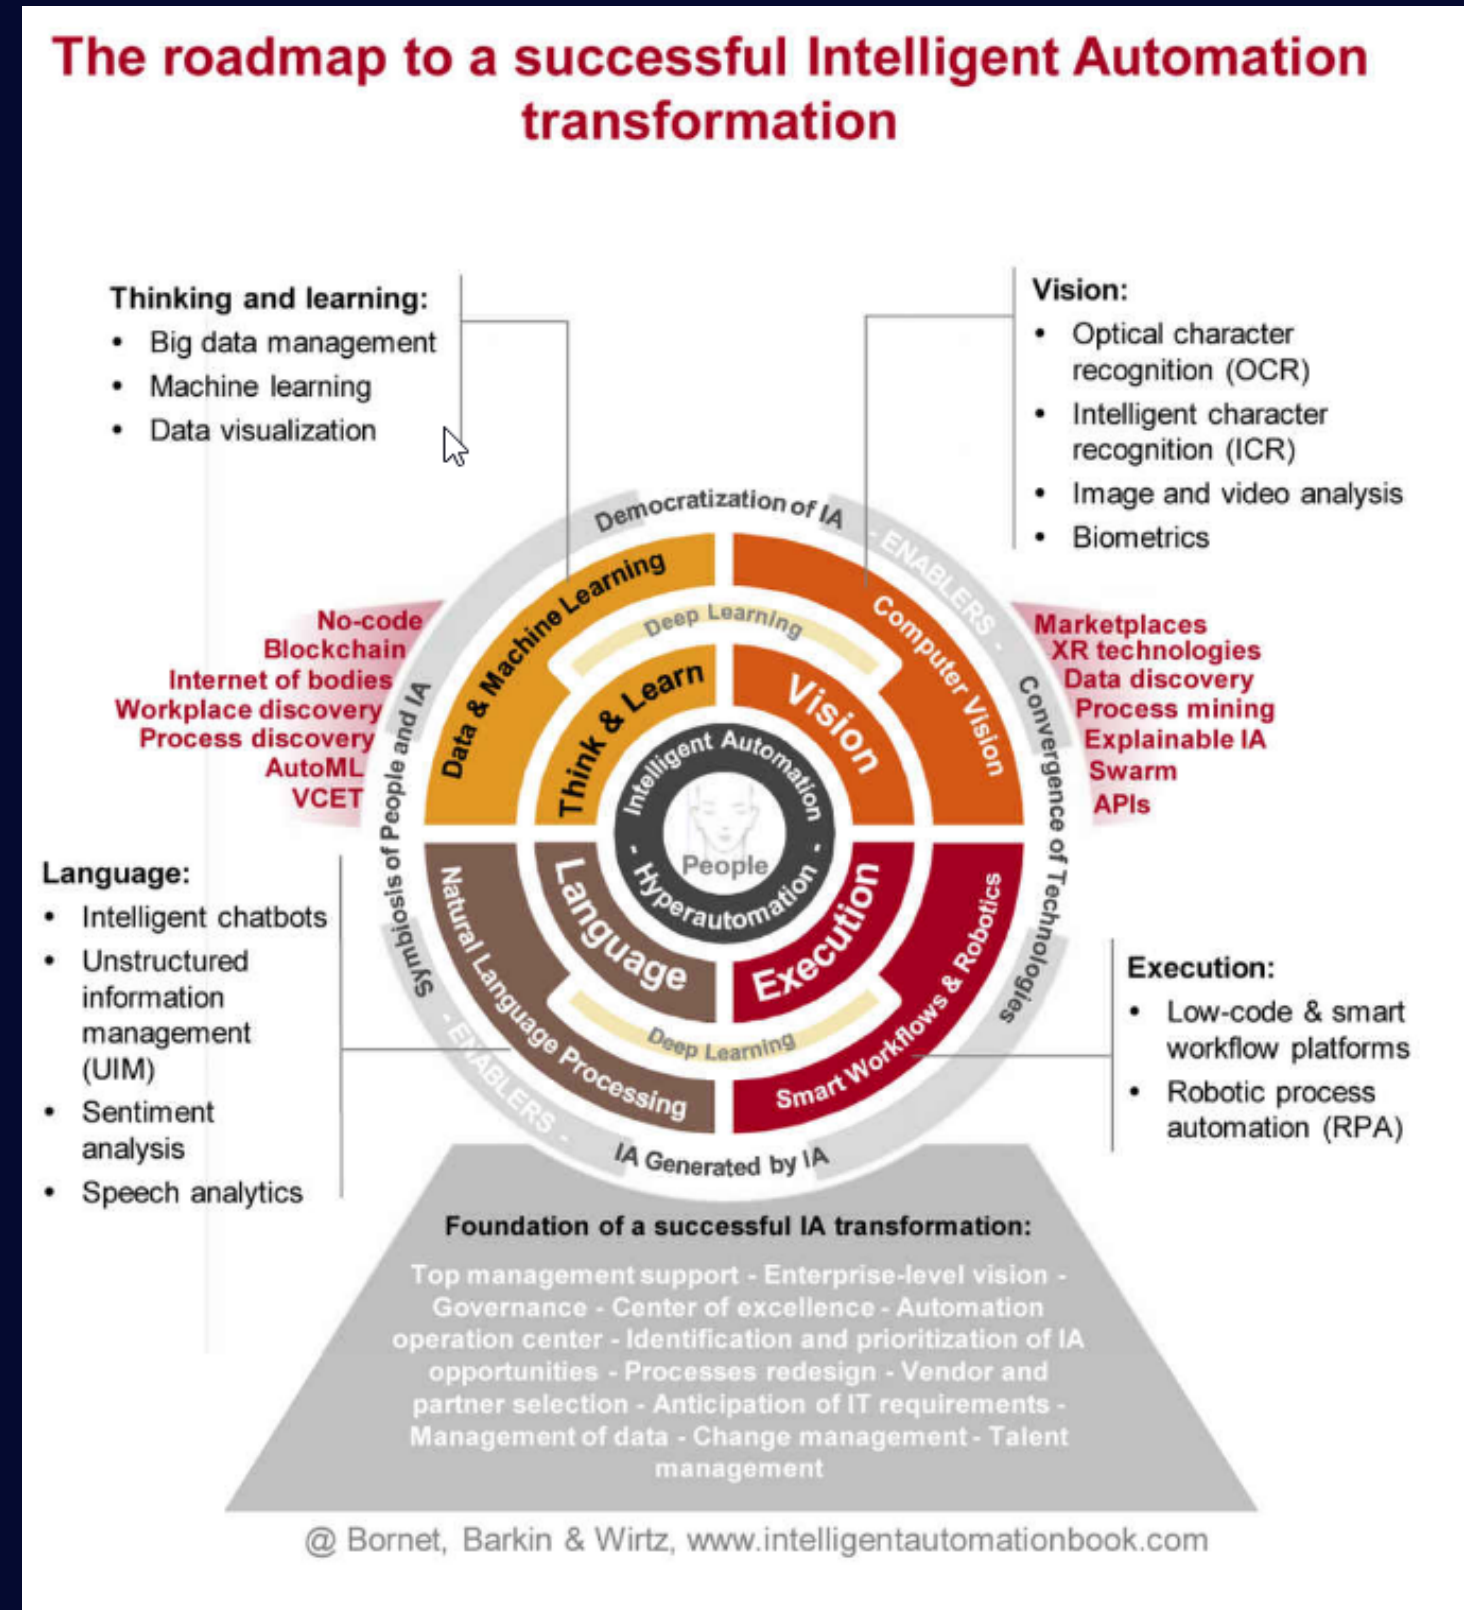 The roadmap to a successful Intelligent Automation
transformation
Thinking and learning:
• Big data management
• Machine learning
• Data visualization
Vision:
• Optical character
recognition (OCR)
• Intelligent character
recognition (ICR)
• Image and video analysis
• Biometrics
No-code
Blockchain
Internet of bodies
Workplace discovery
Process discovery
AutoML
VCET
Marketplaces
XR technologies
Data discovery
Process mining
Explainable IA
Swarm
APIs
Democratization of IA
- ENABLERS -
Convergence of Technologies
Symbiosis of People and IA
- ENABLERS -
IA Generated by IA
Data & Machine Learning
Computer Vision
Deep Learning
Think & Learn
Vision
Intelligent Automation
People
- Hyperautomation -
Language
Execution
Deep Learning
Natural Language Processing
Smart Workflows & Robotics
Language:
• Intelligent chatbots
• Unstructured
information
management
(UIM)
• Sentiment
analysis
• Speech analytics
Execution:
• Low-code & smart
workflow platforms
• Robotic process
automation (RPA)
Foundation of a successful IA transformation:
Top management support - Enterprise-level vision -
Governance - Center of excellence - Automation
operation center - Identification and prioritization of IA
opportunities - Processes redesign - Vendor and
partner selection - Anticipation of IT requirements -
Management of data - Change management - Talent
management
@ Bornet, Barkin & Wirtz, www.intelligentautomationbook.com